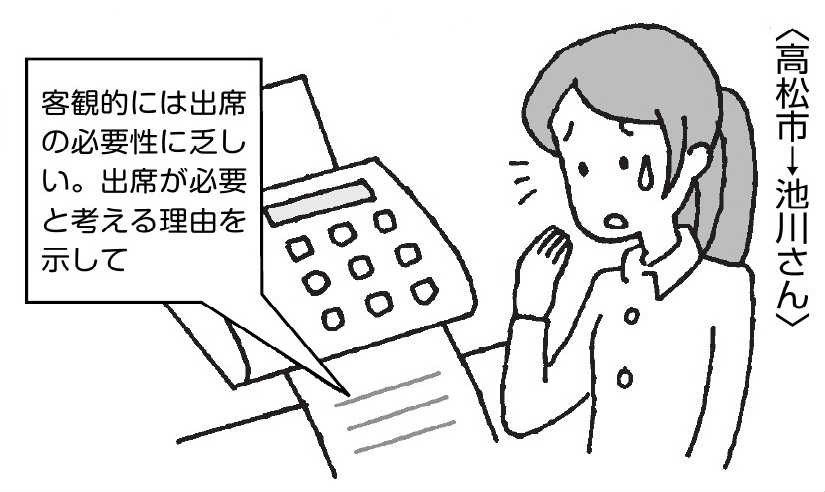 〈高松市→池川さん〉
客観的には出席
の必要性に乏し
い。出席が必要
と考える理由を
示して